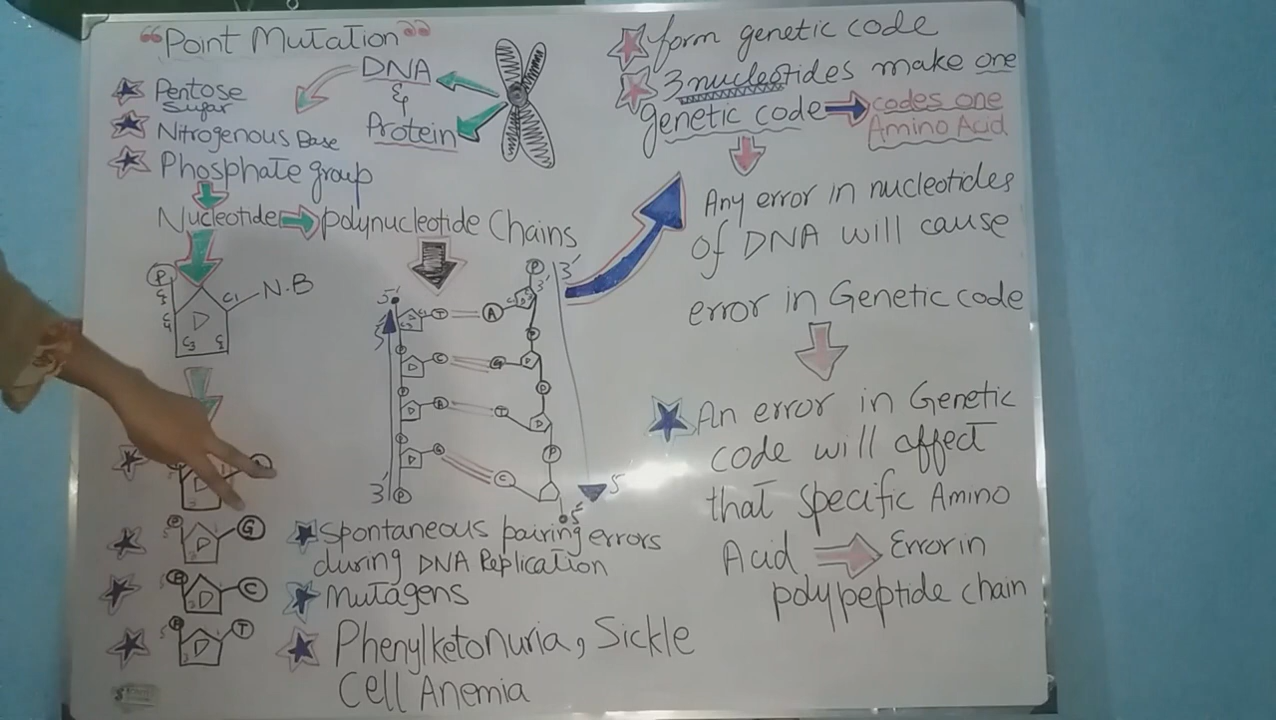 "Point Mutation"
DNA
&
Protein
Pentose
Sugar
Nitrogenous Base
Phosphate group
Nucleotide
polynucleotide Chains
P
C1
N.B
D
C3
5'
T
A
P
3'
C
G
D
A
T
D
G
C
3'
P
5'
5
G
D
C
D
T
D
Spontaneous pairing errors
during DNA Replication
Mutagens
Phenylketonuria, Sickle
Cell Anemia
form genetic code
3 nucleotides make one
genetic code
codes one
Amino Acid
Any error in nucleotides
of DNA will cause
error in Genetic code
An error in Genetic
code will affect
that specific Amino
Acid
Error in
polypeptide chain